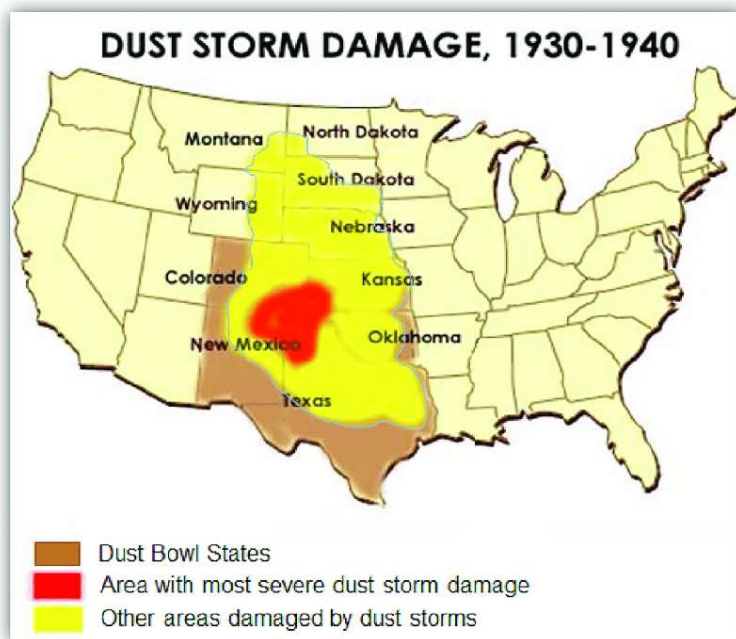 DUST STORM DAMAGE, 1930-1940
Montana
North Dakota
South Dakota
Wyoming
Nebraska
Colorado
Kansas
New Mexico
Oklahoma
Texas
Dust Bowl States
Area with most severe dust storm damage
Other areas damaged by dust storms